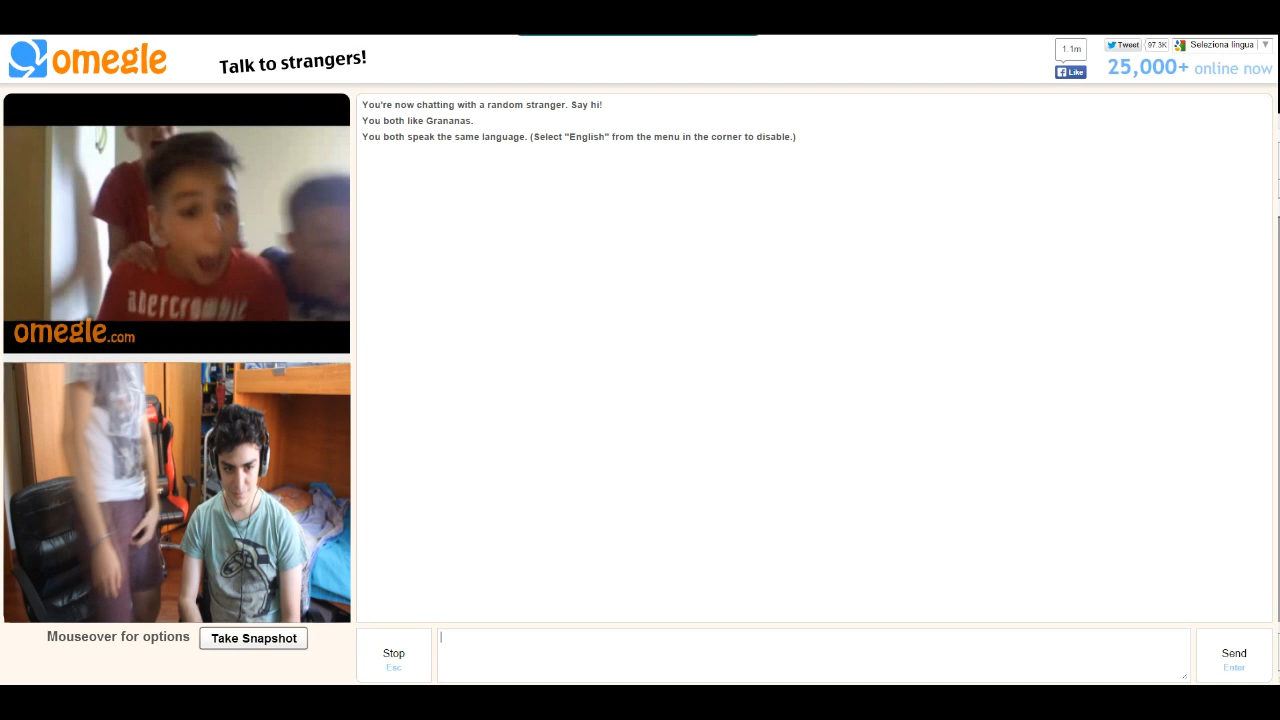 omegle
Talk to strangers!
1.1m
Like
Tweet
97.3K
Seleziona lingua
25,000+ online now
You're now chatting with a random stranger. Say hi!
You both like Grananas.
You both speak the same language. (Select "English" from the menu in the corner to disable.)
abercrombie
omegle.com
Mouseover for options
Take Snapshot
Stop
Esc
Send
Enter